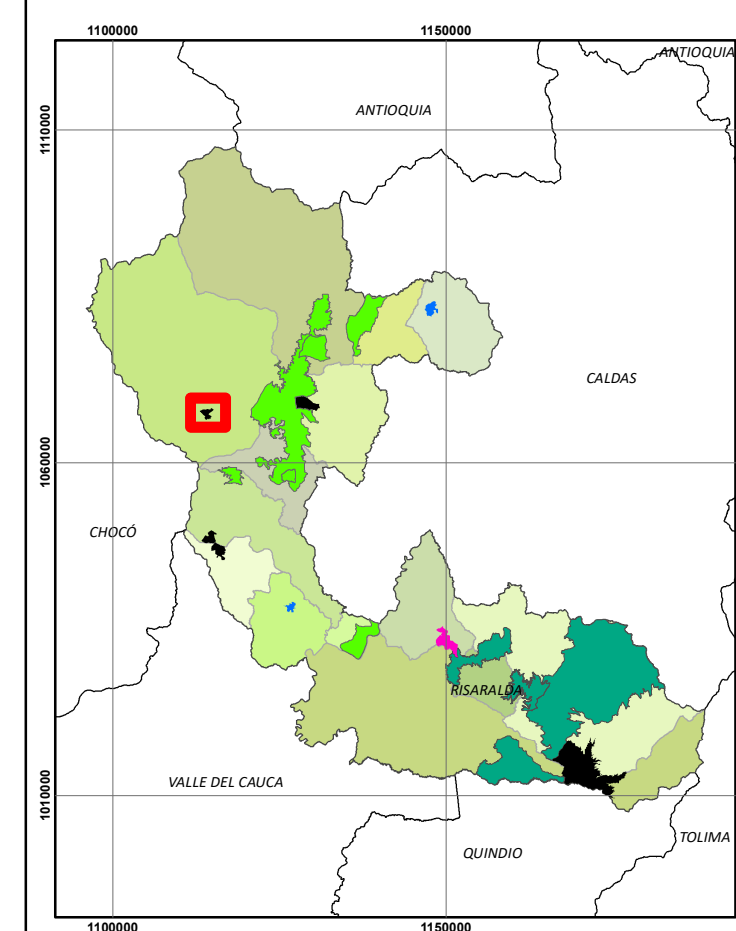 1100000
1150000
ANTIOQUIA
ANTIOQUIA
1110000
CALDAS
1060000
CHOCÓ
RISARALDA
VALLE DEL CAUCA
1010000
TOLIMA
QUINDIO
1100000
1150000